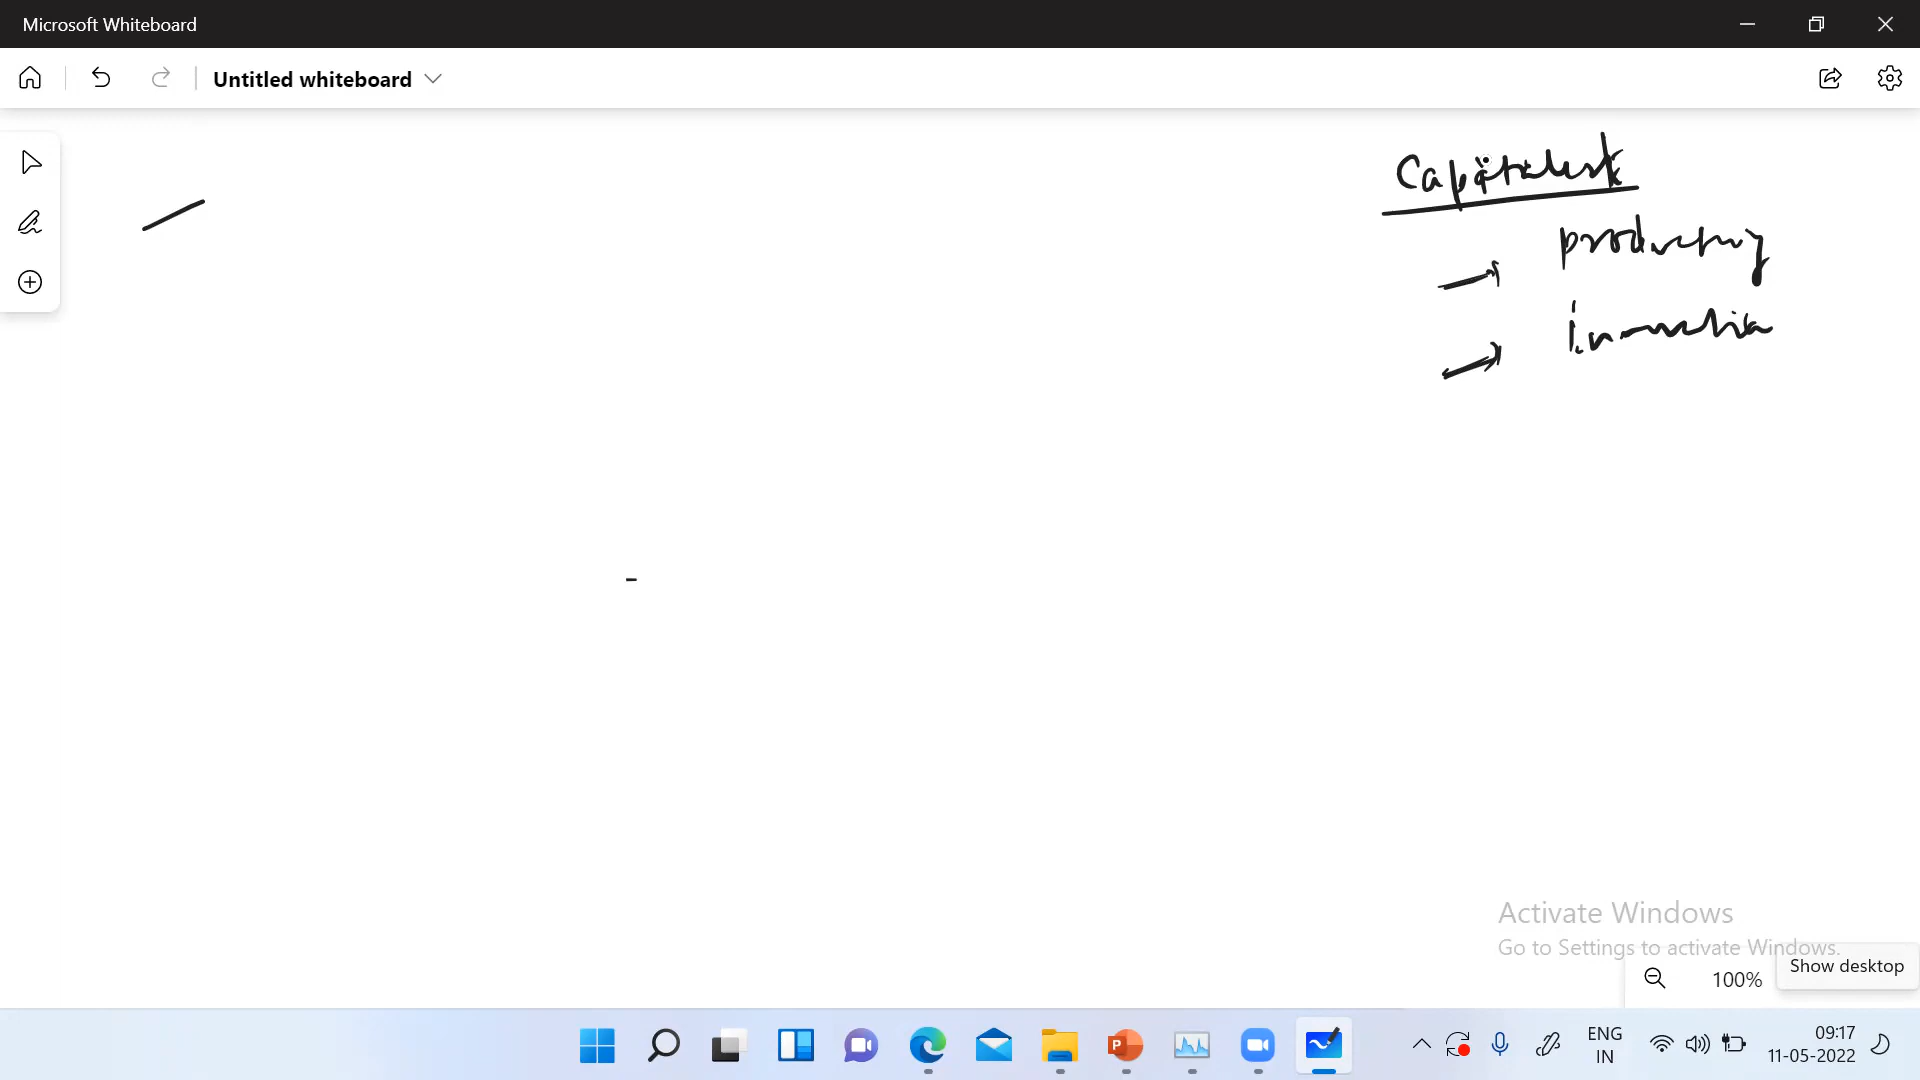 Microsoft Whiteboard
Untitled whiteboard
Capitalist
Activate Windows
Go to Settings to activate Windows.
100%
Show desktop
P
ENG
IN
09:17
11-05-2022